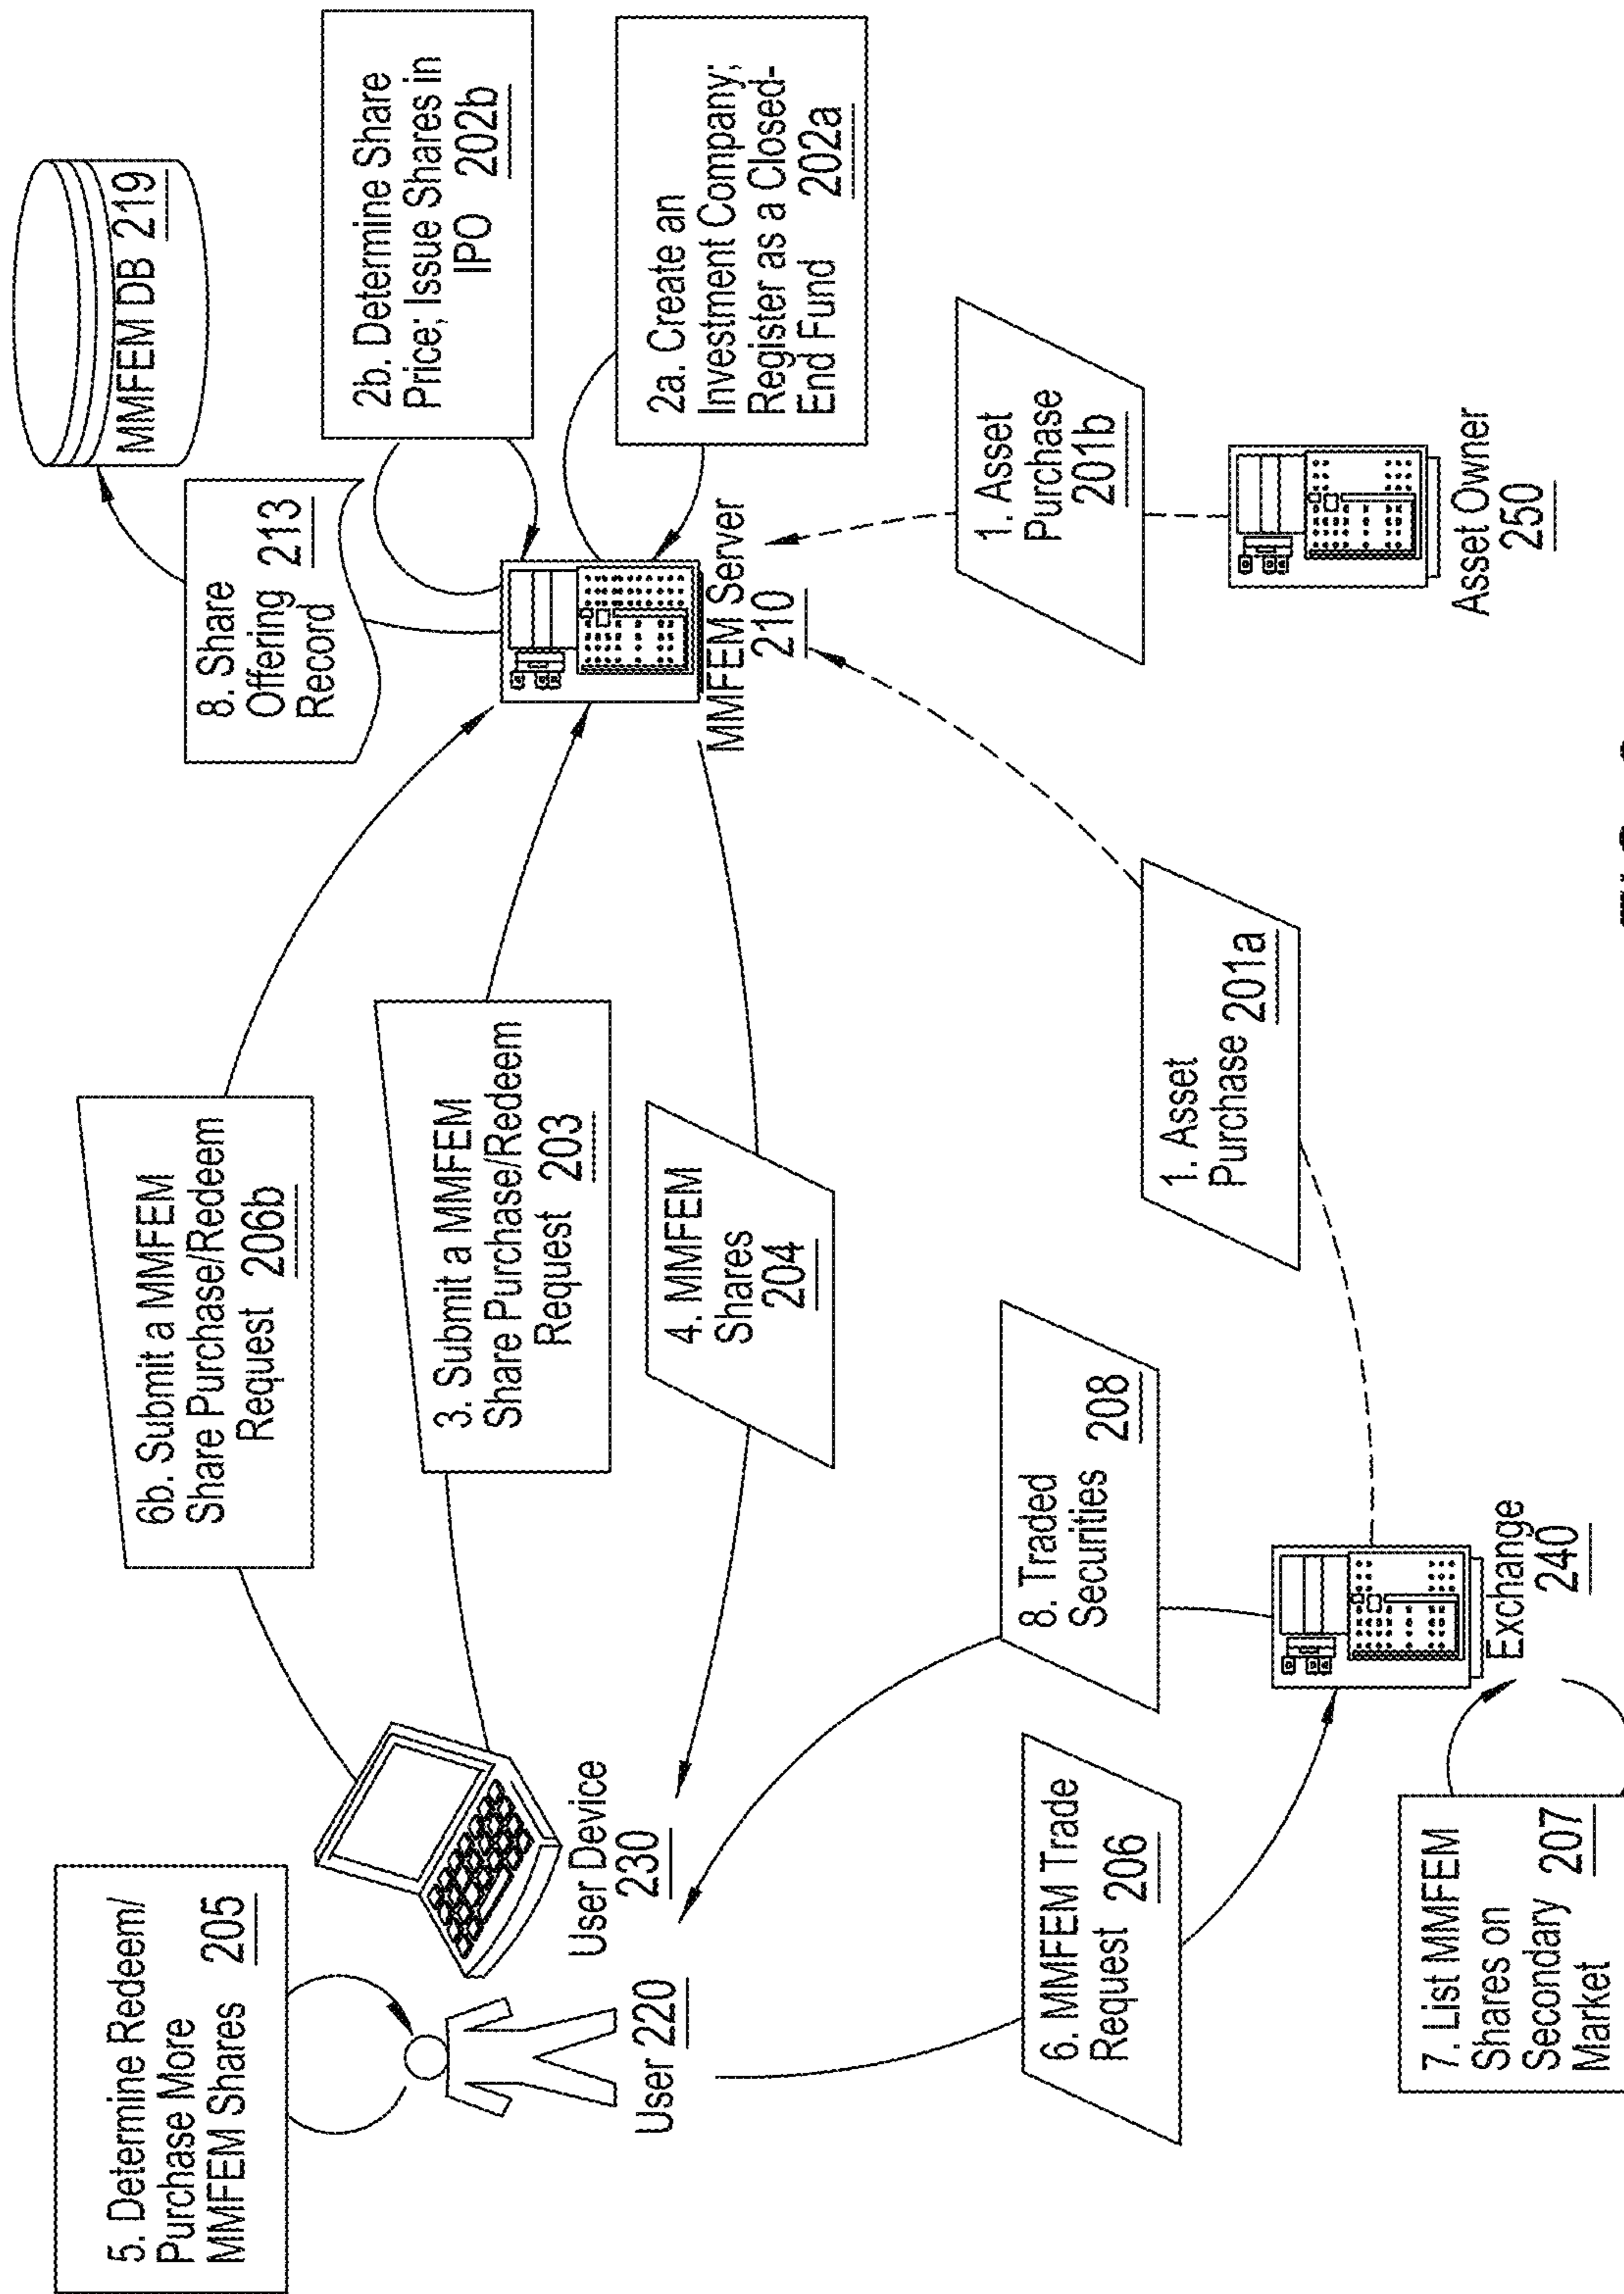 5. Determine Redeem/
Purchase More
MMFEM Shares 205
User 220
User Device
230
6b. Submit a MMFEM
Share Purchase/Redeem
Request 206b
3. Submit a MMFEM
Share Purchase/Redeem
Request 203
4. MMFEM
Shares
204
8. Share
Offering 213
Record
MMFEM DB 219
2b. Determine Share
Price; Issue Shares in
IPO 202b
2a. Create an
Investment Company;
Register as a Closed-
End Fund 202a
MMFEM Server
210
6. MMFEM Trade
Request 206
8. Traded
Securities 208
1. Asset
Purchase 201a
1. Asset
Purchase
201b
7. List MMFEM
Shares on
Secondary 207
Market
Exchange
240
Asset Owner
250